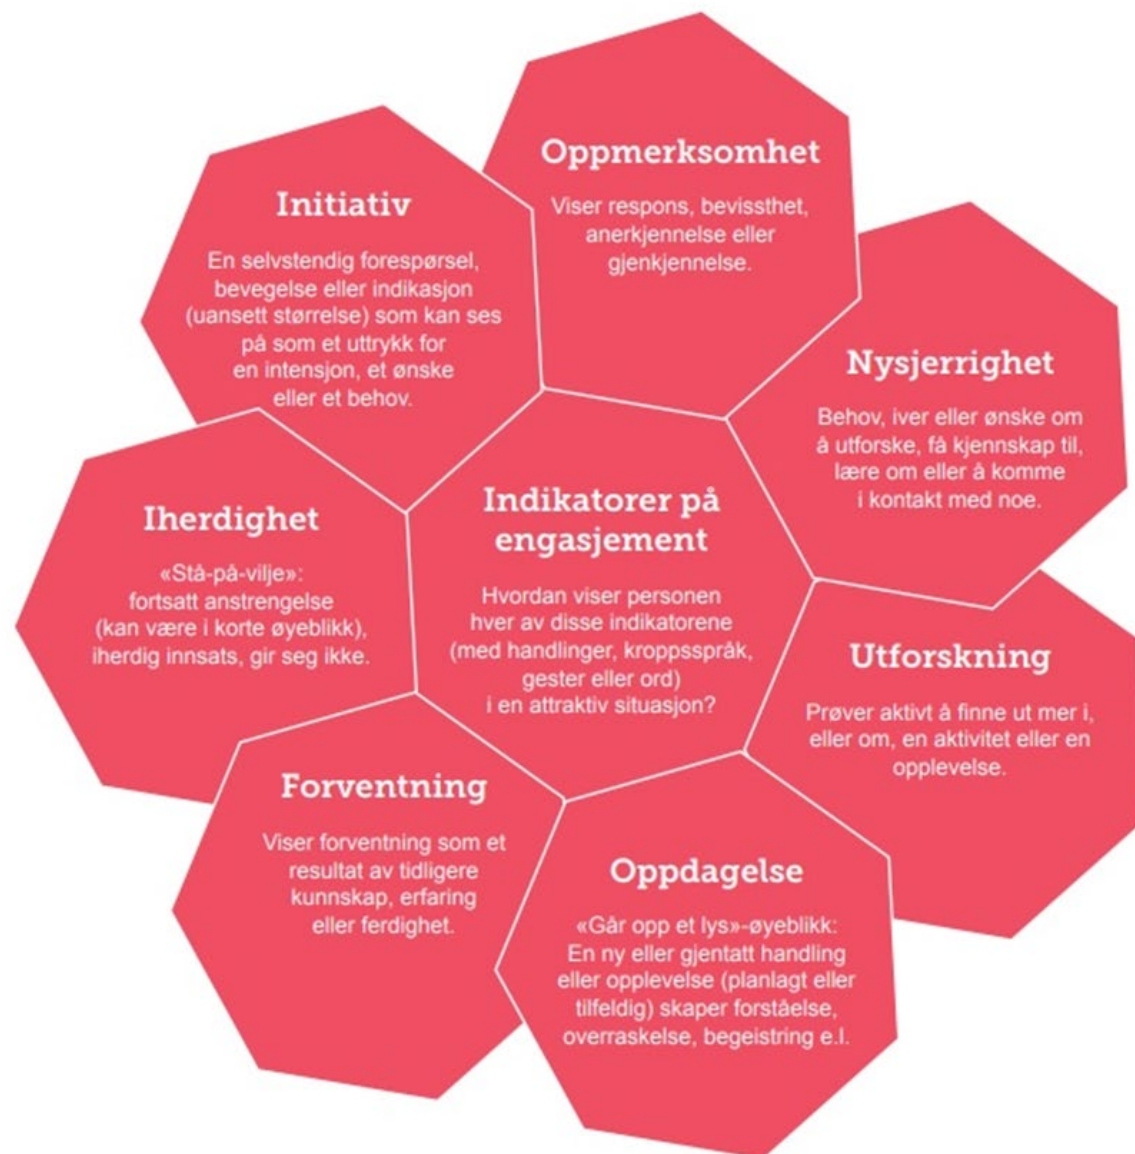 Oppmerksomhet
Viser respons, bevissthet,
anerkjennelse eller
gjenkjennelse.
Initiativ
En selvstendig forespørsel,
bevegelse eller indikasjon
(uansett størrelse) som kan ses
på som et uttrykk for
en intensjon, et ønske
eller et behov.
Nysjerrighet
Behov, iver eller ønske om
å utforske, få kjennskap til,
lære om eller å komme
i kontakt med noe.
Iherdighet
«Stå-på-vilje»:
fortsatt anstrengelse
(kan være i korte øyeblikk),
iherdig innsats, gir seg ikke.
Indikatorer på
engasjement
Hvordan viser personen
hver av disse indikatorene
(med handlinger, kroppsspråk,
gester eller ord)
i en attraktiv situasjon?
Utforskning
Prøver aktivt å finne ut mer i,
eller om, en aktivitet eller en
opplevelse.
Forventning
Viser forventning som et
resultat av tidligere
kunnskap, erfaring
eller ferdighet.
Oppdagelse
«Går opp et lys»-øyeblikk:
En ny eller gjentatt handling
eller opplevelse (planlagt eller
tilfeldig) skaper forståelse,
overraskelse, begeistring e.l.